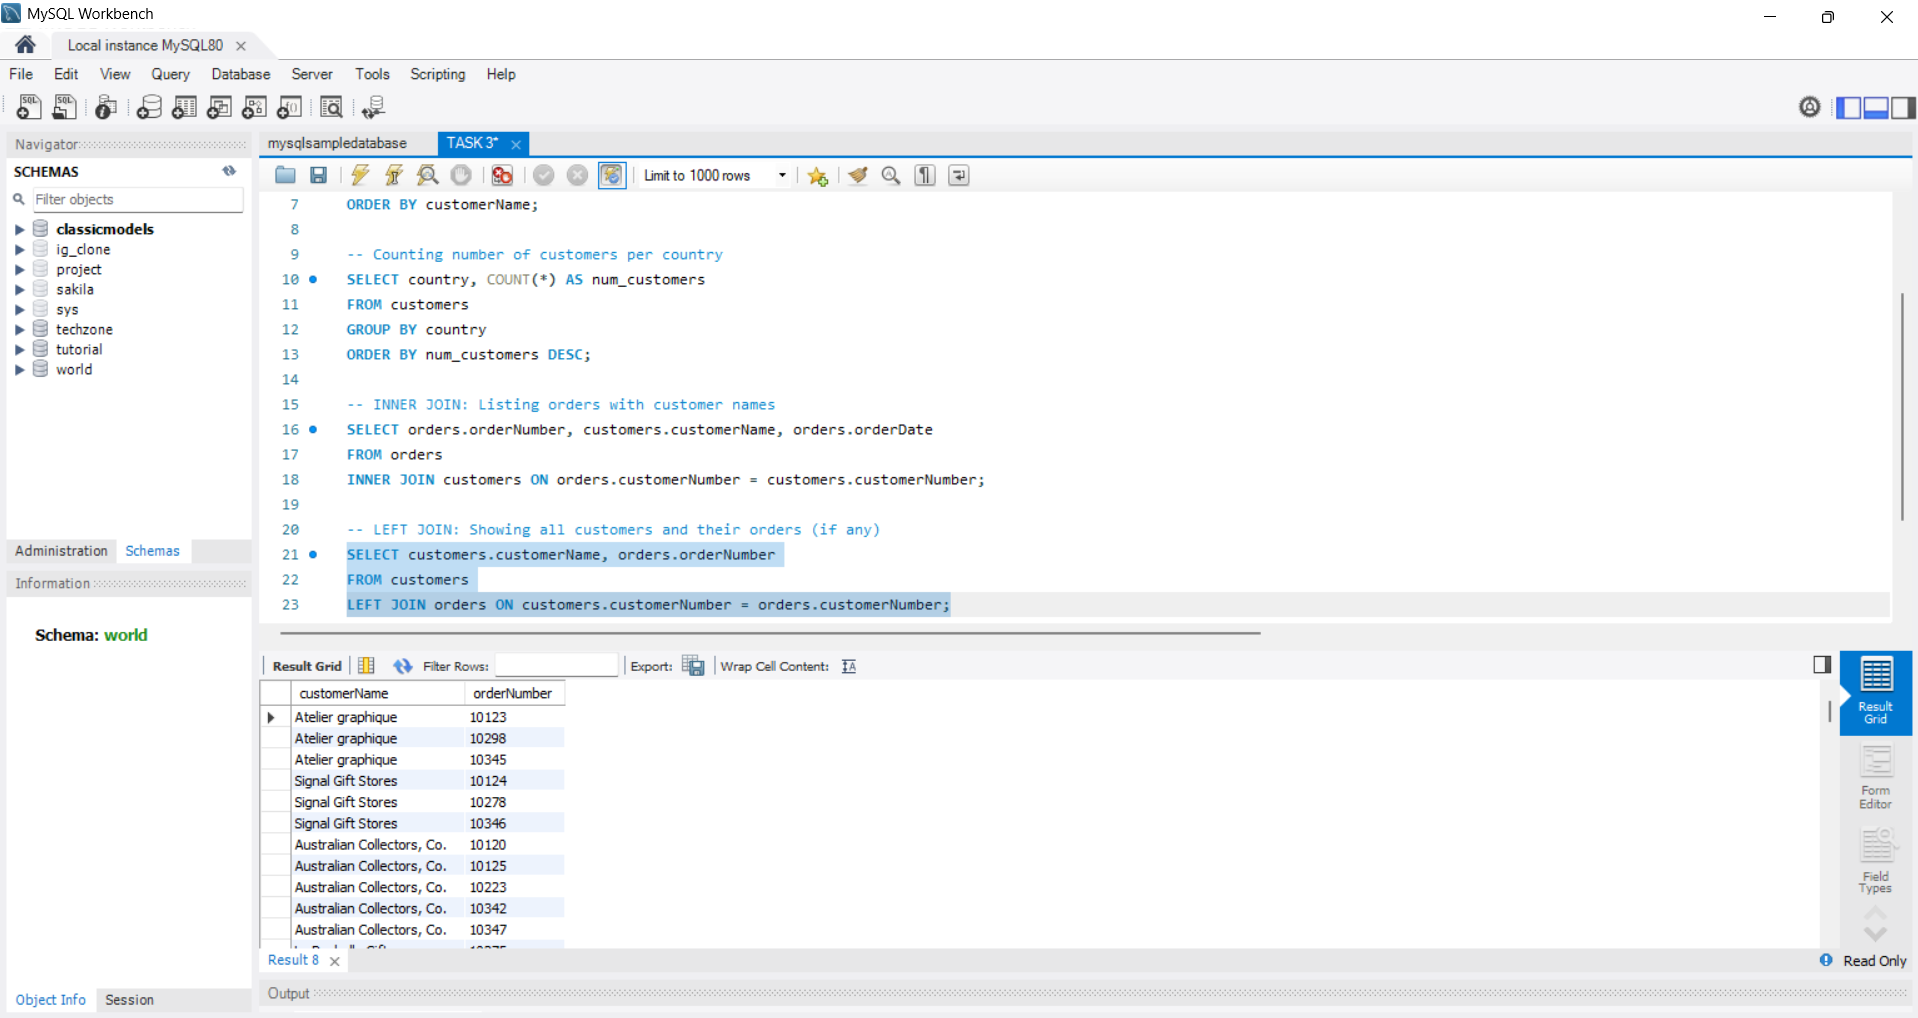 MySQL Workbench
Local instance MySQL80
File Edit View Query Database Server Tools Scripting Help
Navigator
SCHEMAS
Filter objects
classicmodels
ig_clone
project
sakila
sys
techzone
tutorial
world
Administration Schemas
Information
Schema: world
Object Info Session
mysqlsampledatabase TASK 3*
Limit to 1000 rows
7 ORDER BY customerName;
8
9 -- Counting number of customers per country
10 SELECT country, COUNT(*) AS num_customers
11 FROM customers
12 GROUP BY country
13 ORDER BY num_customers DESC;
14
15 -- INNER JOIN: Listing orders with customer names
16 SELECT orders.orderNumber, customers.customerName, orders.orderDate
17 FROM orders
18 INNER JOIN customers ON orders.customerNumber = customers.customerNumber;
19
20 -- LEFT JOIN: Showing all customers and their orders (if any)
21 SELECT customers.customerName, orders.orderNumber
22 FROM customers
23 LEFT JOIN orders ON customers.customerNumber = orders.customerNumber;
Result Grid Filter Rows: Export: Wrap Cell Content:
customerName orderNumber
Atelier graphique 10123
Atelier graphique 10298
Atelier graphique 10345
Signal Gift Stores 10124
Signal Gift Stores 10278
Signal Gift Stores 10346
Australian Collectors, Co. 10120
Australian Collectors, Co. 10125
Australian Collectors, Co. 10223
Australian Collectors, Co. 10342
Australian Collectors, Co. 10347
Result
Grid
Form
Editor
Field
Types
Result 8
Read Only
Output